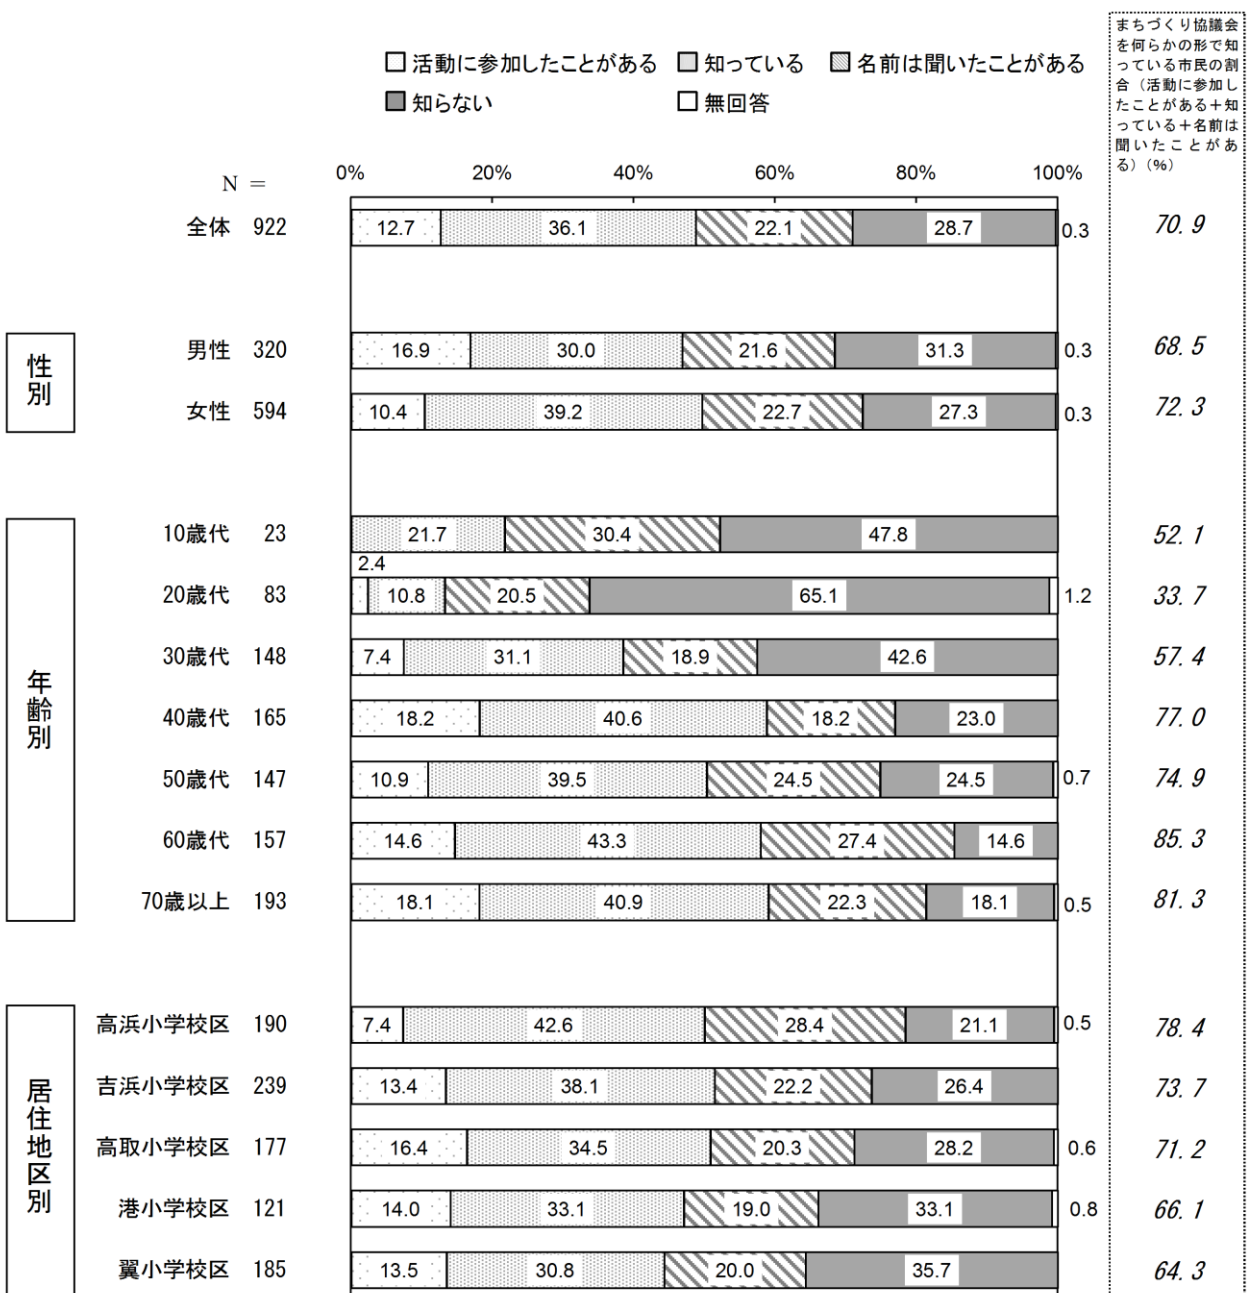 まちづくり協議会
を何らかの形で知
っている市民の割
合（活動に参加し
たことがある＋知
っている＋名前は
聞いたことがあ
る）（%）
活動に参加したことがある 知っている 名前は聞いたことがある
知らない 無回答
N = 0% 20% 40% 60% 80% 100%
全体 922 12.7 36.1 22.1 28.7 0.3 70.9
性別
男性 320 16.9 30.0 21.6 31.3 0.3 68.5
女性 594 10.4 39.2 22.7 27.3 0.3 72.3
年齢別
10歳代 23 21.7 30.4 47.8 52.1
20歳代 83 2.4 10.8 20.5 65.1 1.2 33.7
30歳代 148 7.4 31.1 18.9 42.6 57.4
40歳代 165 18.2 40.6 18.2 23.0 77.0
50歳代 147 10.9 39.5 24.5 24.5 0.7 74.9
60歳代 157 14.6 43.3 27.4 14.6 85.3
70歳以上 193 18.1 40.9 22.3 18.1 0.5 81.3
居住地区別
高浜小学校区 190 7.4 42.6 28.4 21.1 0.5 78.4
吉浜小学校区 239 13.4 38.1 22.2 26.4 73.7
高取小学校区 177 16.4 34.5 20.3 28.2 0.6 71.2
港小学校区 121 14.0 33.1 19.0 33.1 0.8 66.1
翼小学校区 185 13.5 30.8 20.0 35.7 64.3